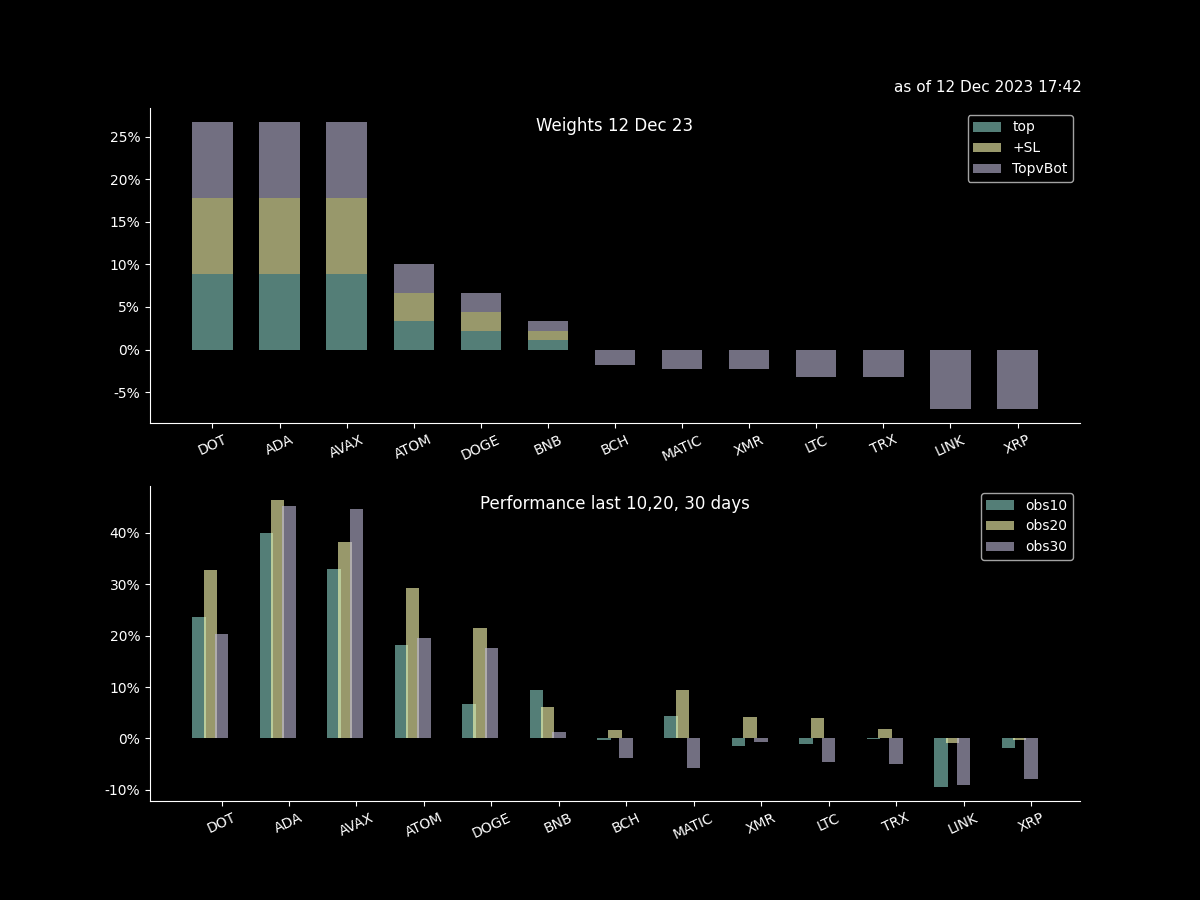 as of 12 Dec 2023 17:42
Weights 12 Dec 23
top
+SL
TopvBot
25%
20%
15%
10%
5%
0%
-5%
DOT ADA AVAX ATOM DOGE BNB BCH MATIC XMR LTC TRX LINK XRP
Performance last 10,20, 30 days
obs10
obs20
obs30
40%
30%
20%
10%
0%
-10%
DOT ADA AVAX ATOM DOGE BNB BCH MATIC XMR LTC TRX LINK XRP